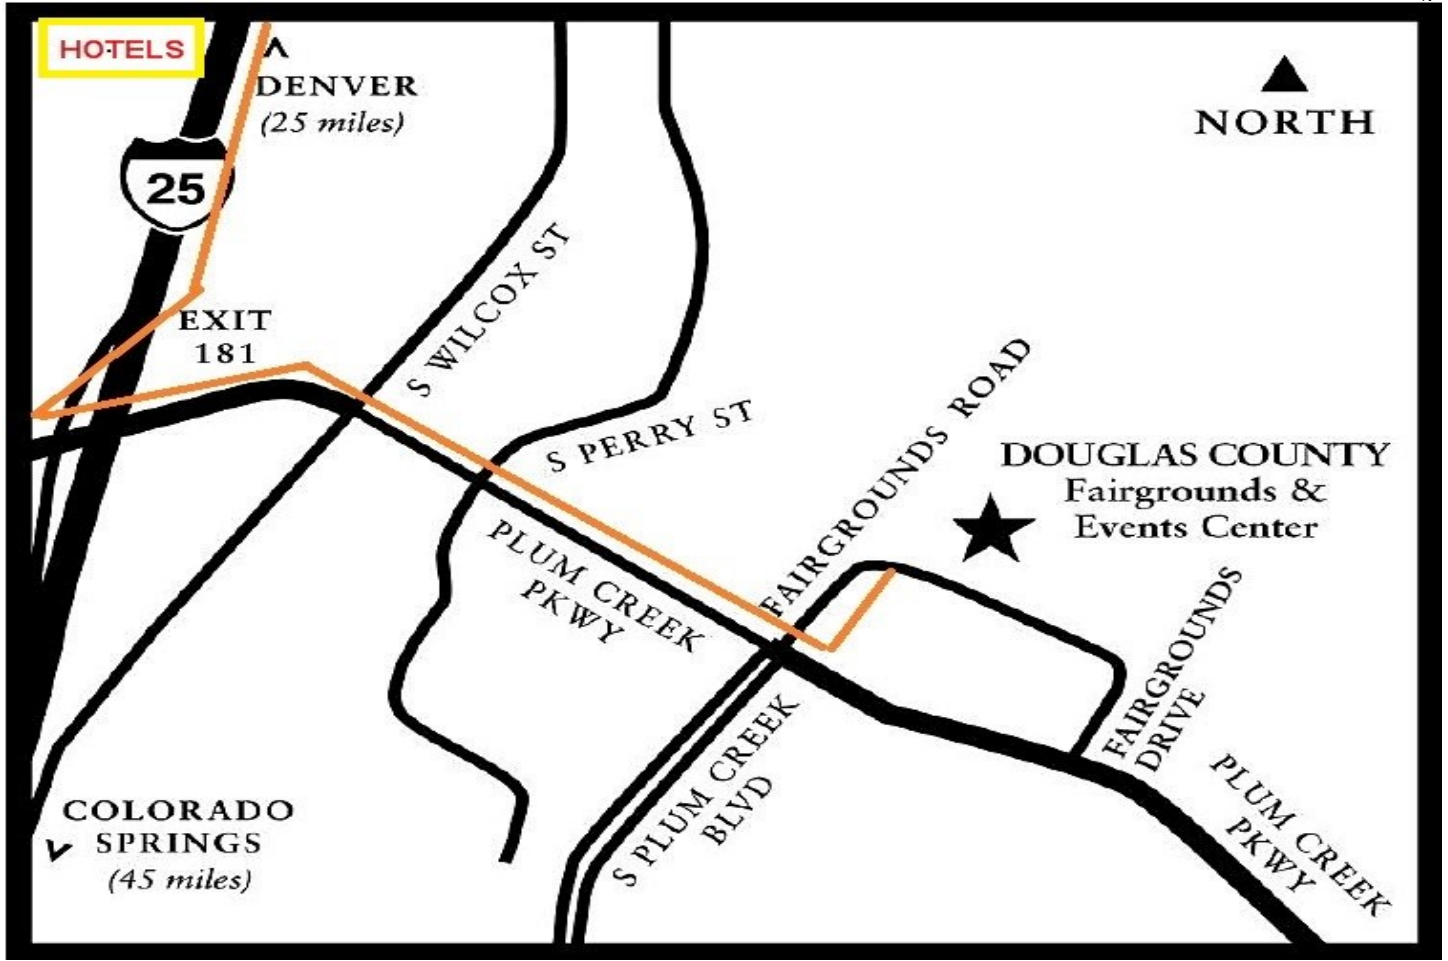 HOTELS
DENVER
(25 miles)
NORTH
25
EXIT
181
S WILCOX ST
S PERRY ST
FAIRGROUNDS ROAD
DOUGLAS COUNTY
Fairgrounds &
Events Center
PLUM CREEK
PKWY
FAIRGROUNDS
DRIVE
S PLUM CREEK
BLVD
PLUM CREEK
PKWY
COLORADO
SPRINGS
(45 miles)